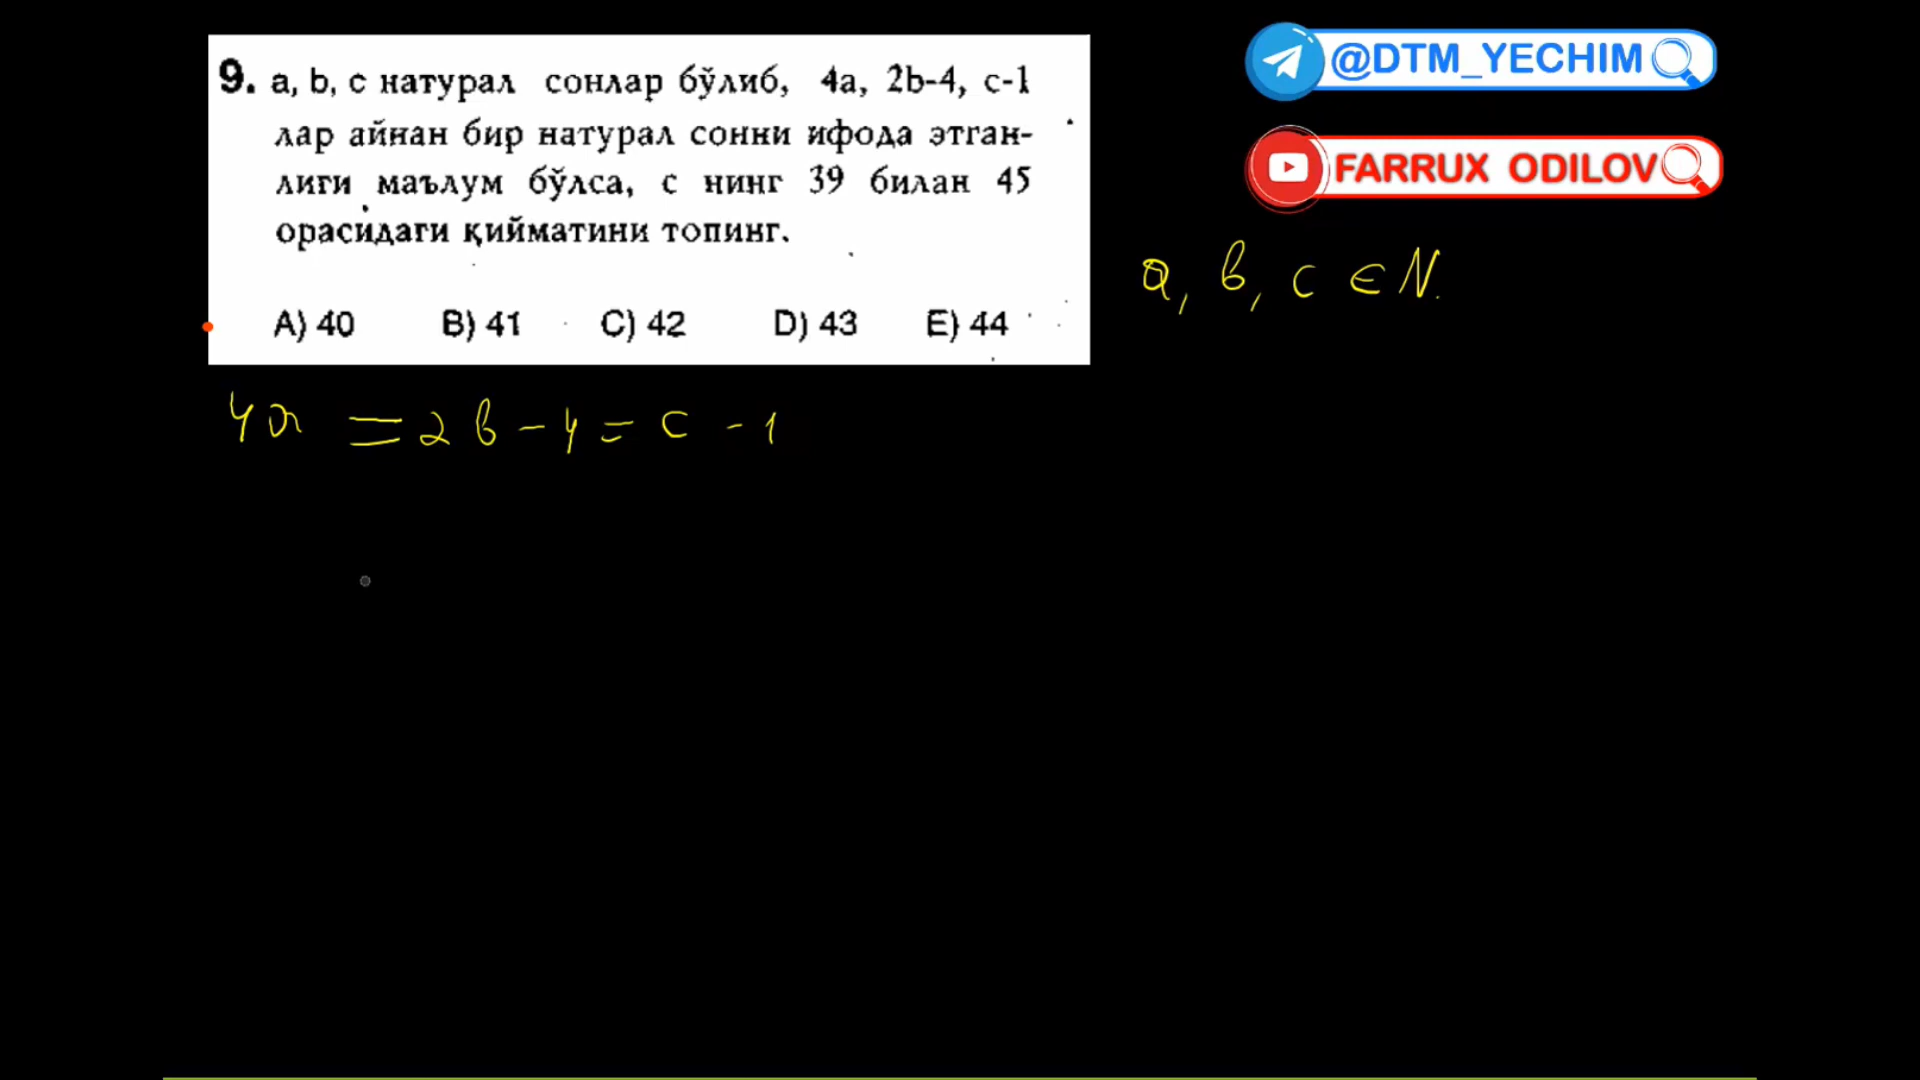 9. a, b, c натурал сонлар бўлиб, 4a, 2b-4, c-1
лар айнан бир натурал сонни ифода этган-
лиги маълум бўлса, c нинг 39 билан 45
орасидаги қийматини топинг.
A) 40 B) 41 C) 42 D) 43 E) 44
@DTM_YECHIM
FARRUX ODILOV
a, b, c ∈ N.
4a = 2b - 4 = c - 1